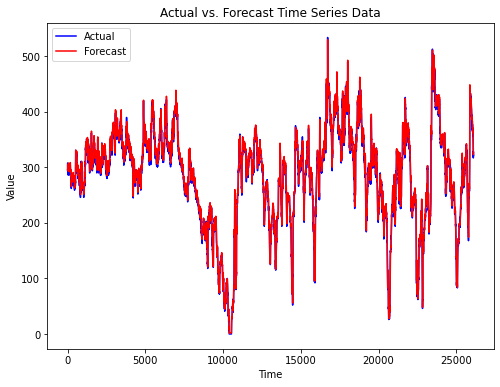 Actual vs. Forecast Time Series Data
Actual
Forecast
500
400
300
200
100
0
Value
0 5000 10000 15000 20000 25000
Time